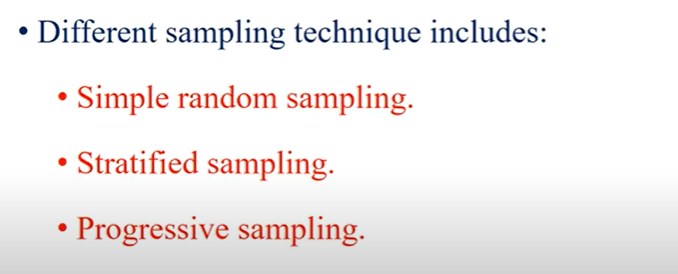 • Different sampling technique includes:
• Simple random sampling.
• Stratified sampling.
• Progressive sampling.